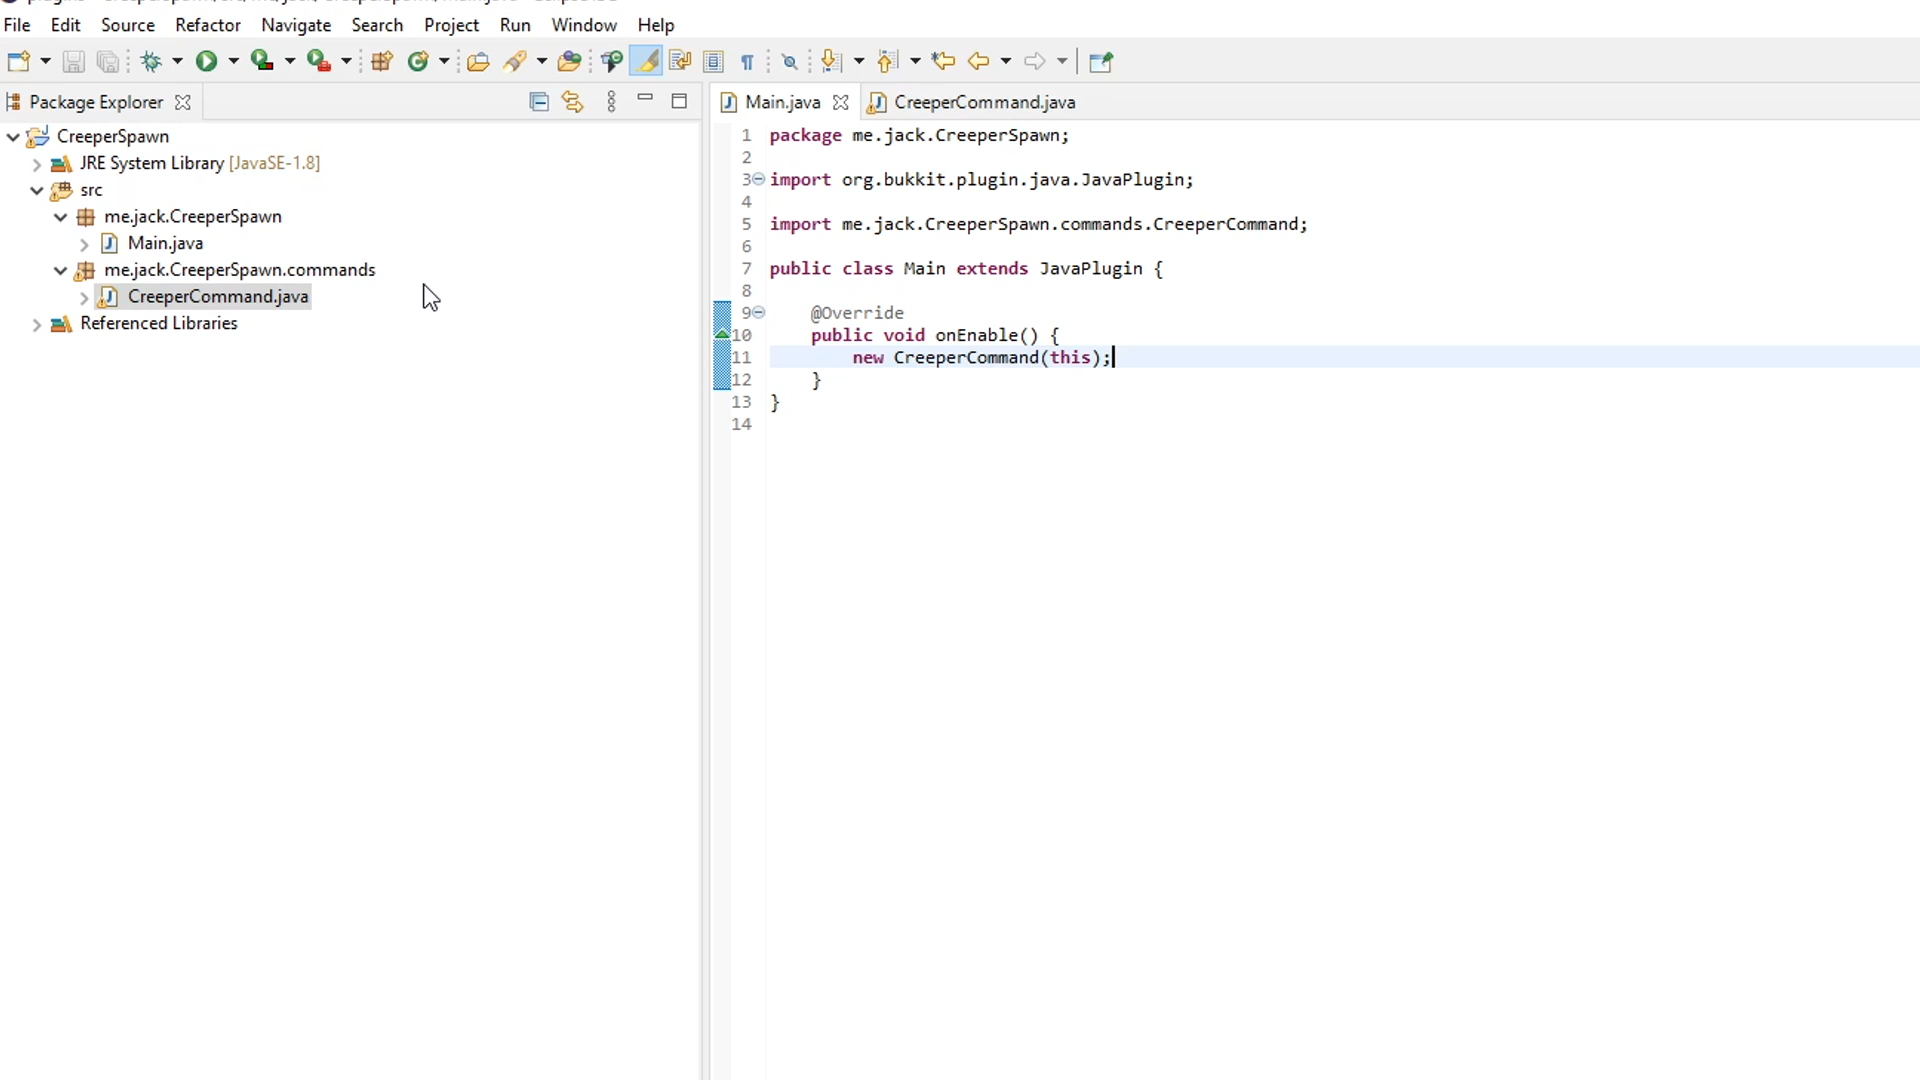 File Edit Source Refactor Navigate Search Project Run Window Help
Package Explorer
CreeperSpawn
JRE System Library [JavaSE-1.8]
src
me.jack.CreeperSpawn
Main.java
me.jack.CreeperSpawn.commands
CreeperCommand.java
Referenced Libraries
Main.java CreeperCommand.java
1 package me.jack.CreeperSpawn;
2
3 import org.bukkit.plugin.java.JavaPlugin;
4
5 import me.jack.CreeperSpawn.commands.CreeperCommand;
6
7 public class Main extends JavaPlugin {
8
9 @Override
10 public void onEnable() {
11 new CreeperCommand(this);
12 }
13 }
14